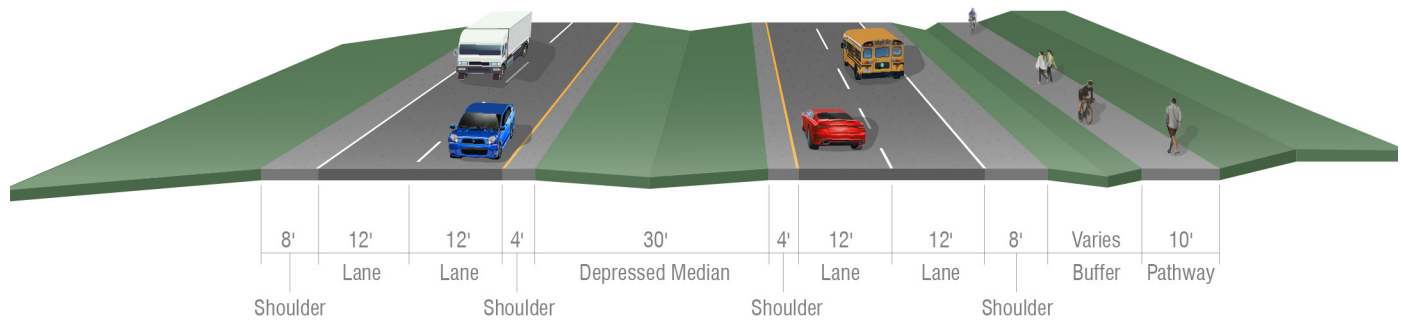 8' 12' 12' 4' 30' 4' 12' 12' 8' Varies 10'
Lane Lane Depressed Median Lane Lane Buffer Pathway
Shoulder Shoulder Shoulder Shoulder